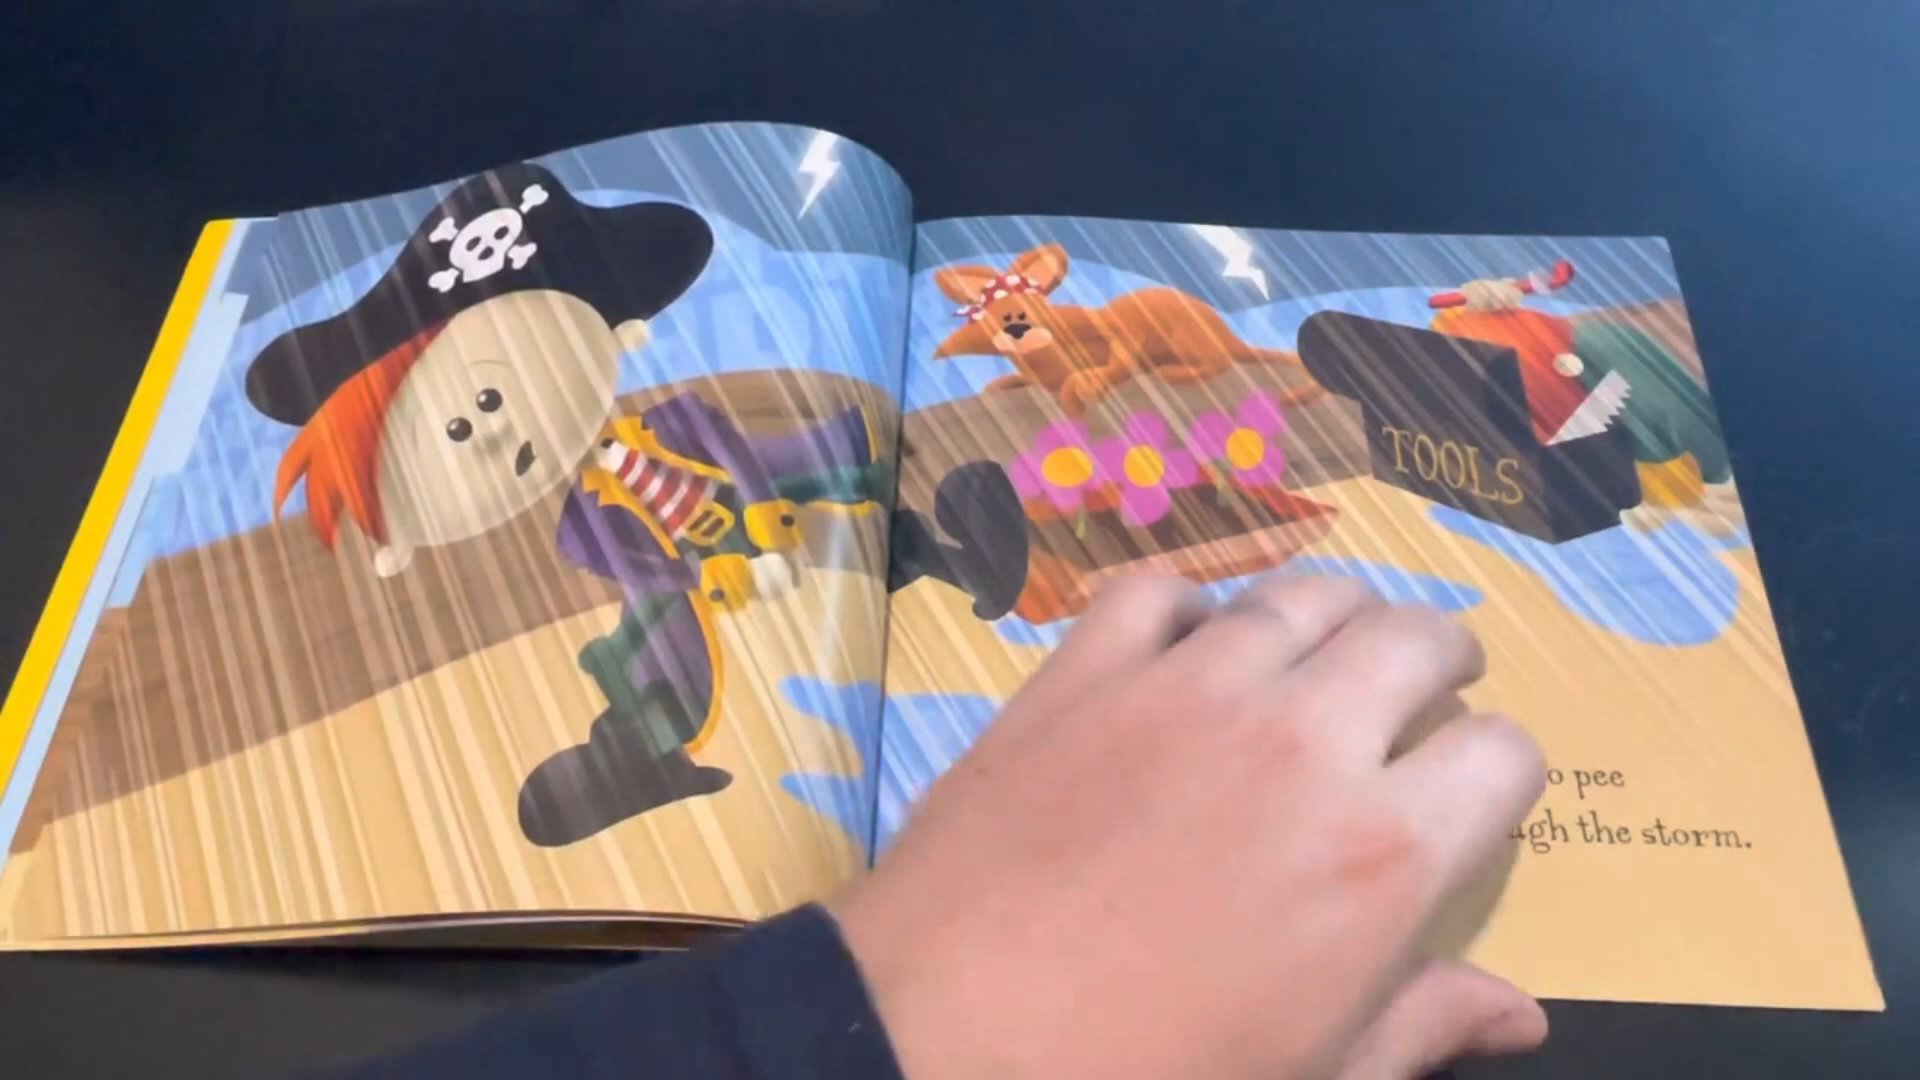 TOOLS
o pee
ugh the storm.